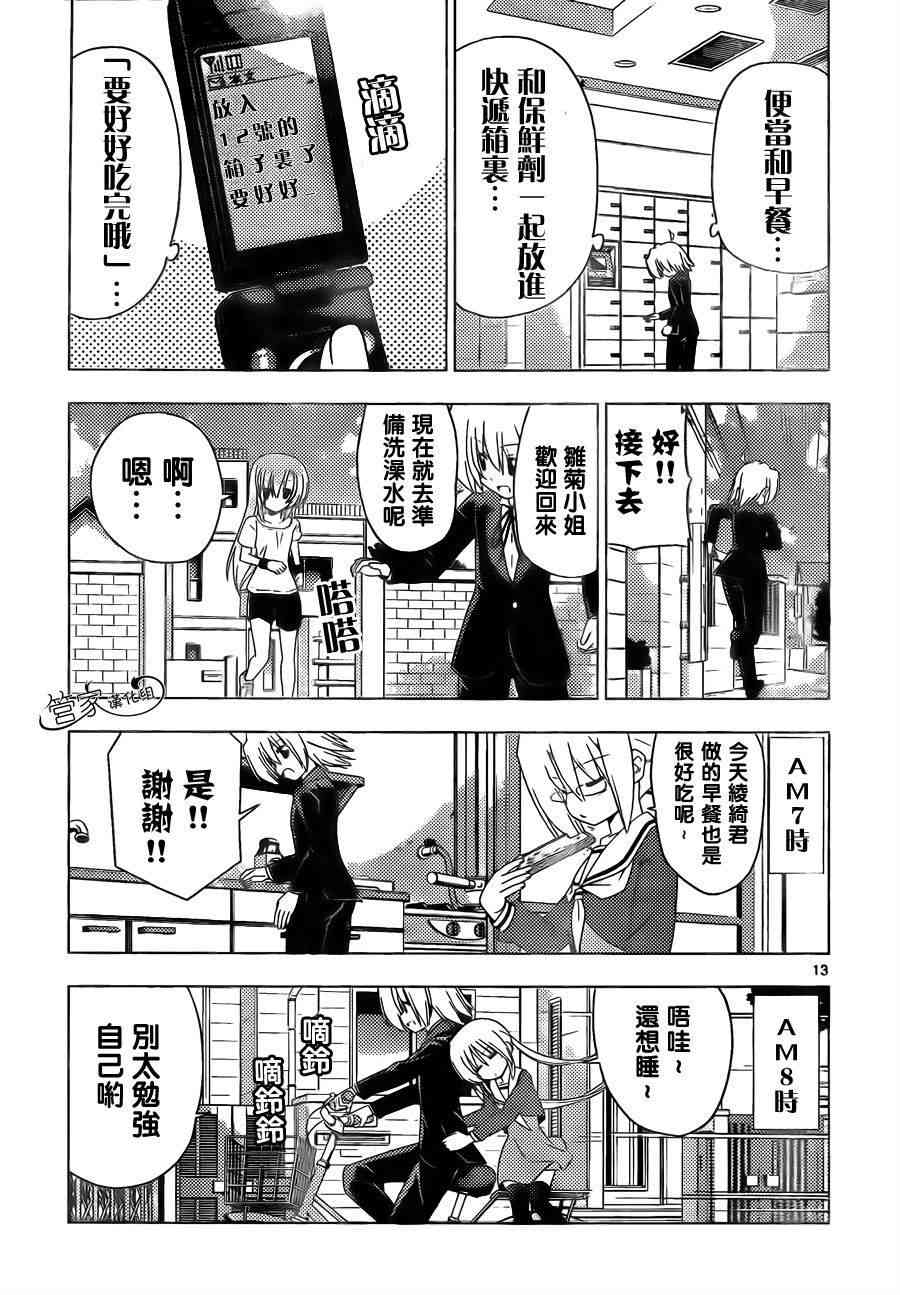 便當和早餐…
和保鮮劑一起放進
快遞箱裏…
滴滴
本文
放入
12號的
箱子裏了
要好好
「要好好吃完哦」…
好!!
接下去
雛菊小姐
歡迎回來
現在就去準
備洗澡水呢
嗒嗒
啊…
嗯…
管家漢化組
AM7時
今天綾綺君
做的早餐也是
很好吃呢~
是!!
謝謝!!
13
AM8時
唔哇~
還想睡~
嘀鈴
嘀鈴鈴
別太勉強
自己喲